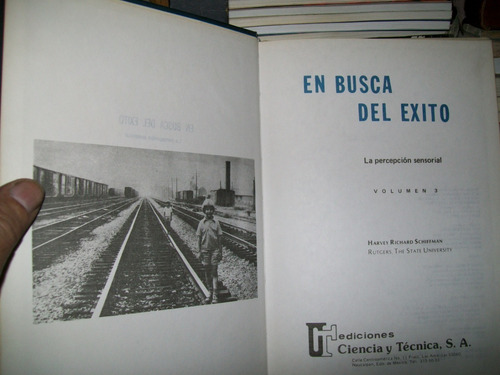 EN BUSCA
DEL EXITO
La percepción sensorial
VOLUMEN 3
HARVEY RICHARD SCHIFFMAN
RUTGERS, THE STATE UNIVERSITY
ediciones
Ciencia y Técnica, S. A.